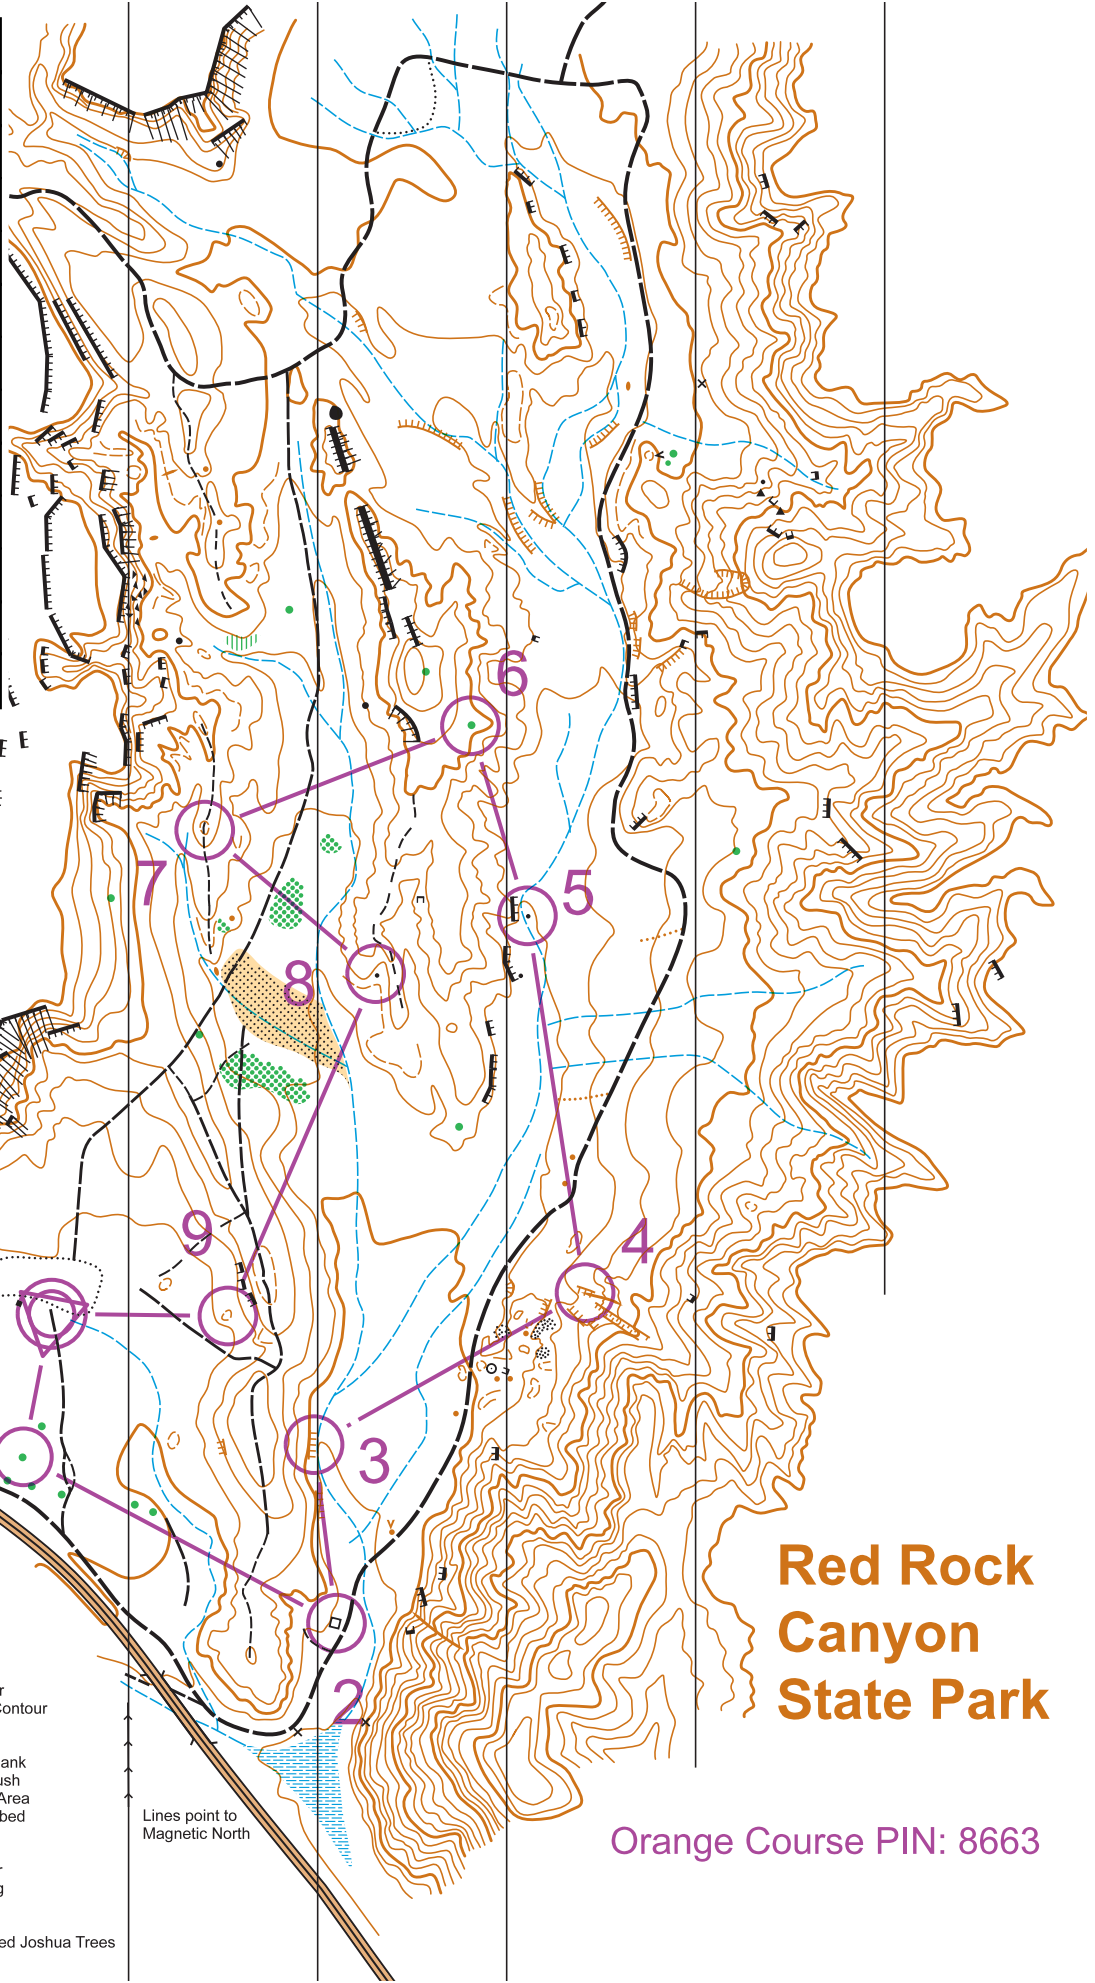 6
7
5
8
9
4
3
2
Red Rock
Canyon
State Park
Contour
Area
Lines point to
Magnetic North
Orange Course PIN: 8663
Joshua Trees